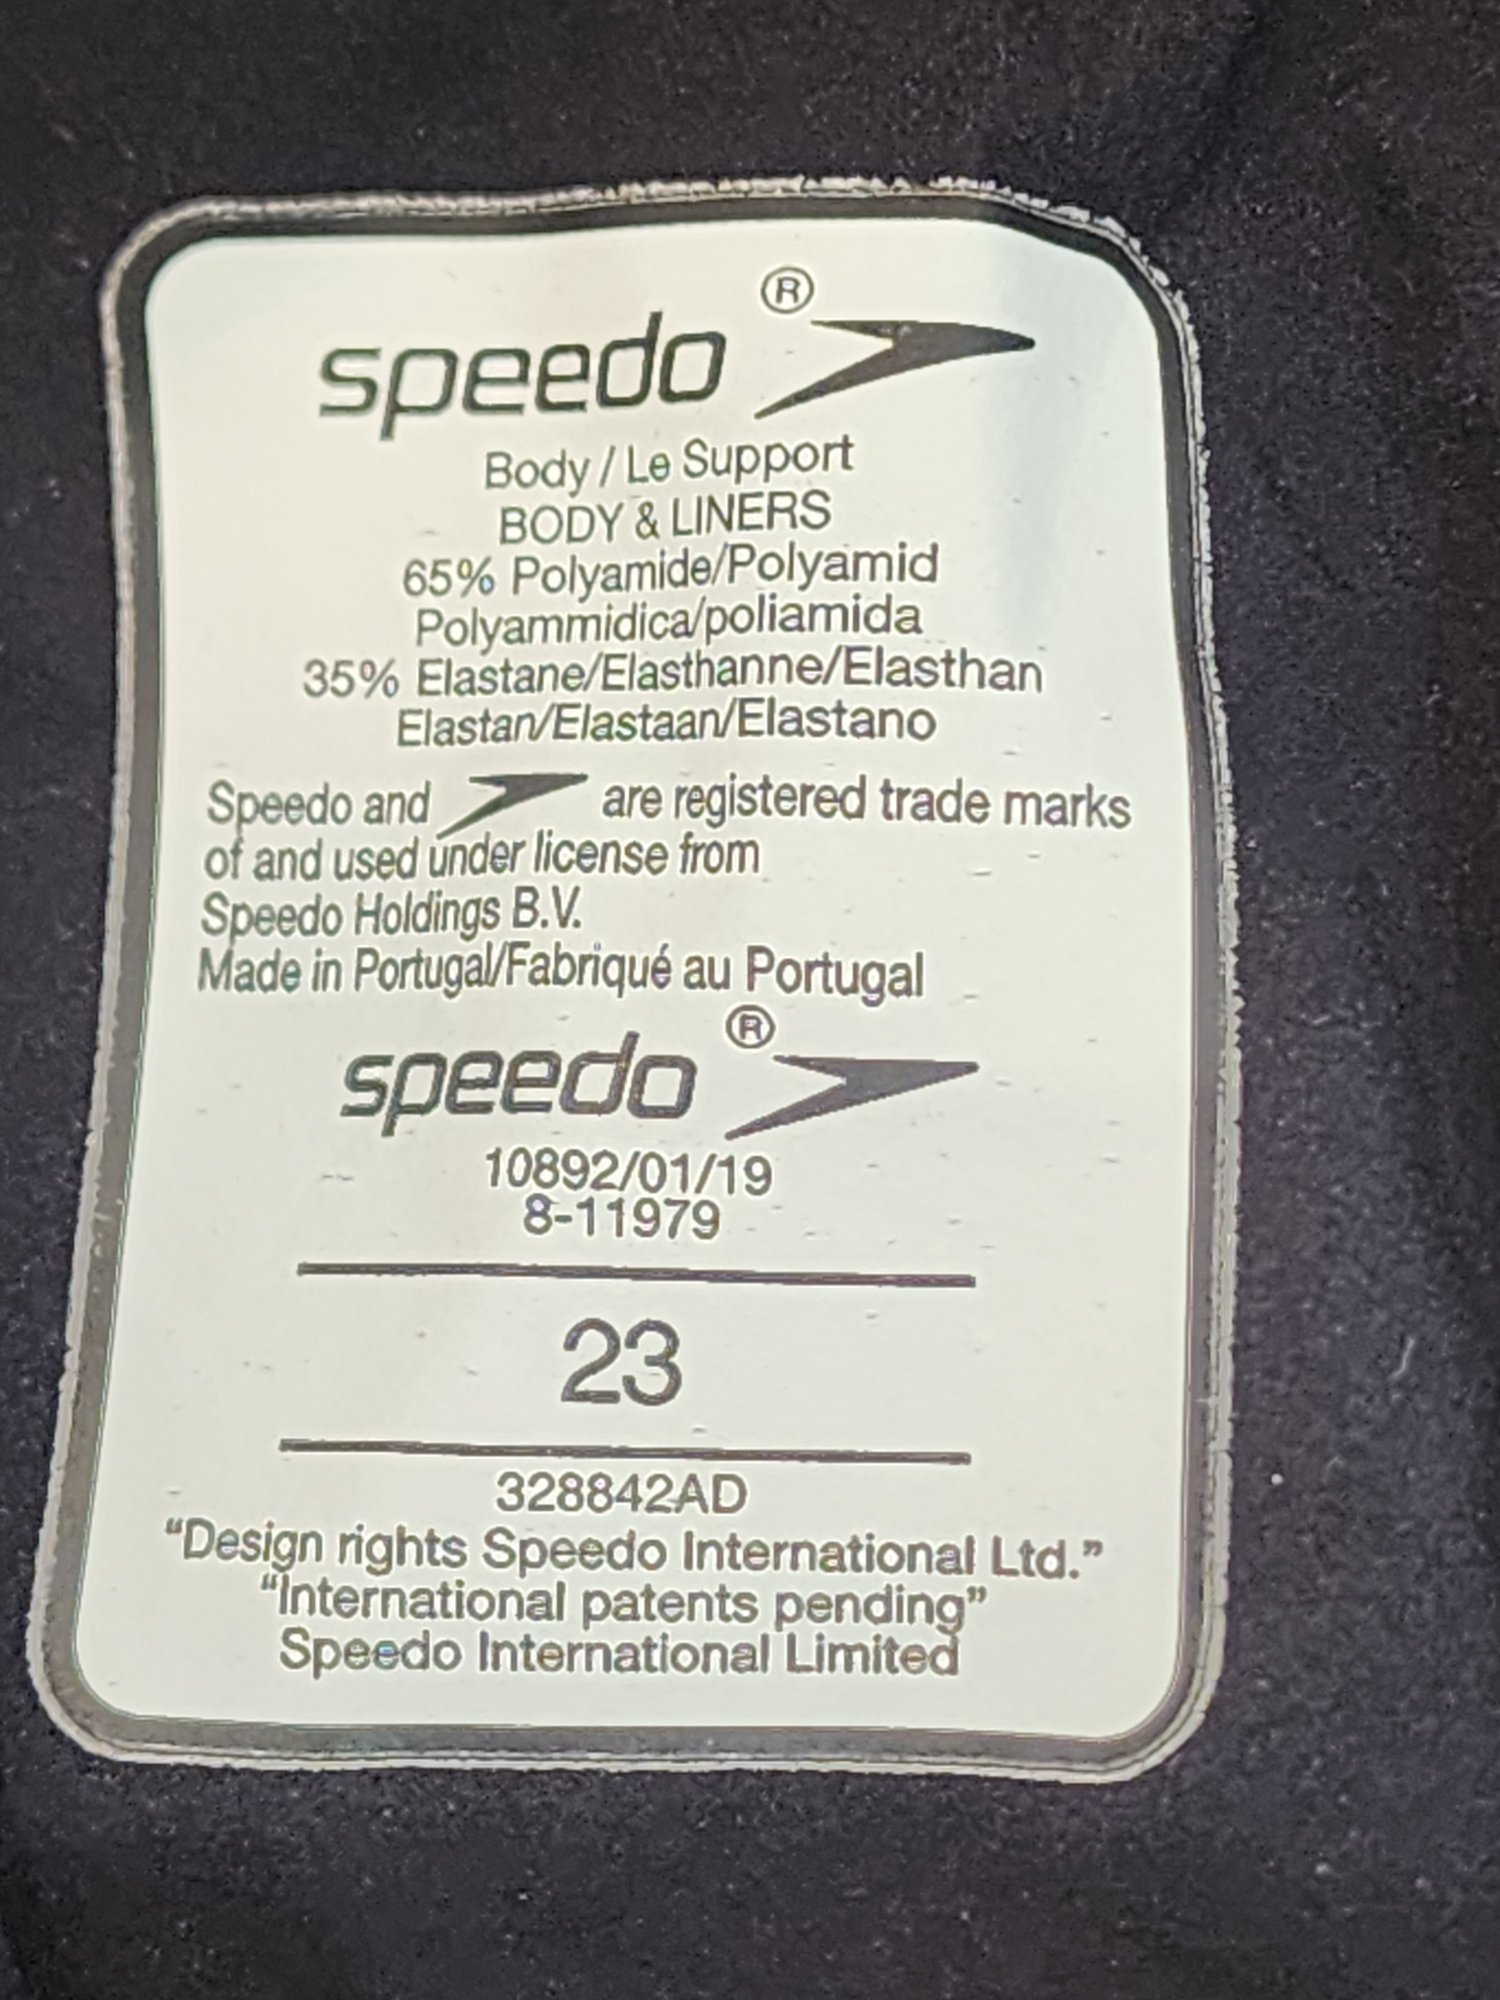 speedo®
Body / Le Support
BODY & LINERS
65% Polyamide/Polyamid
Polyammidica/poliamida
35% Elastane/Elasthanne/Elasthan
Elastan/Elastaan/Elastano
Speedo and are registered trade marks
of and used under license from
Speedo Holdings B.V.
Made in Portugal/Fabriqué au Portugal
speedo®
10892/01/19
8-11979
23
328842AD
“Design rights Speedo International Ltd.”
“International patents pending”
Speedo International Limited